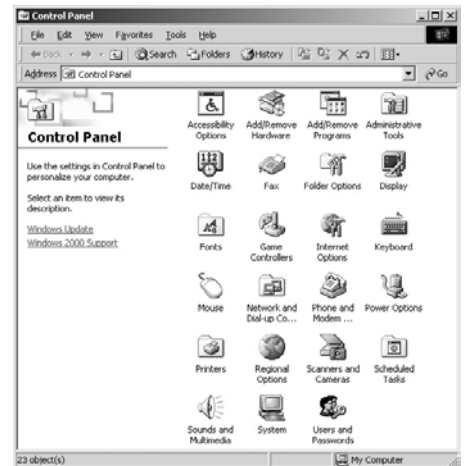 Control Panel
File Edit View Favorites Tools Help
Back Search Folders History
Address Control Panel Go
Control Panel
Use the settings in Control Panel to
personalize your computer.
Select an item to view its
description.
Windows Update
Windows 2000 Support
Accessibility
Options
Add/Remove
Hardware
Add/Remove
Programs
Administrative
Tools
Date/Time
Fax
Folder Options
Display
Fonts
Game
Controllers
Internet
Options
Keyboard
Mouse
Network and
Dial-up Co...
Phone and
Modem ...
Power Options
Printers
Regional
Options
Scanners and
Cameras
Scheduled
Tasks
Sounds and
Multimedia
System
Users and
Passwords
23 object(s) My Computer